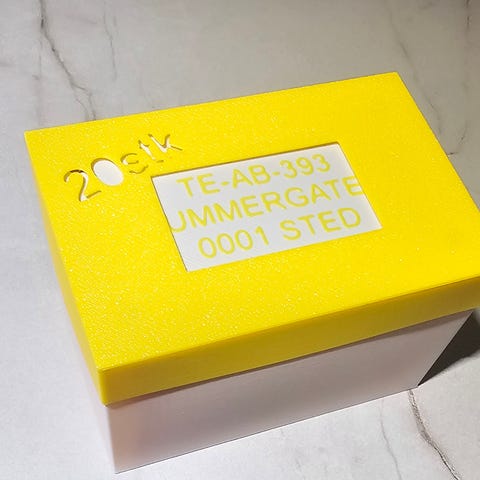 20stk
TE-AB-393
UMMERGATE
0001 STED